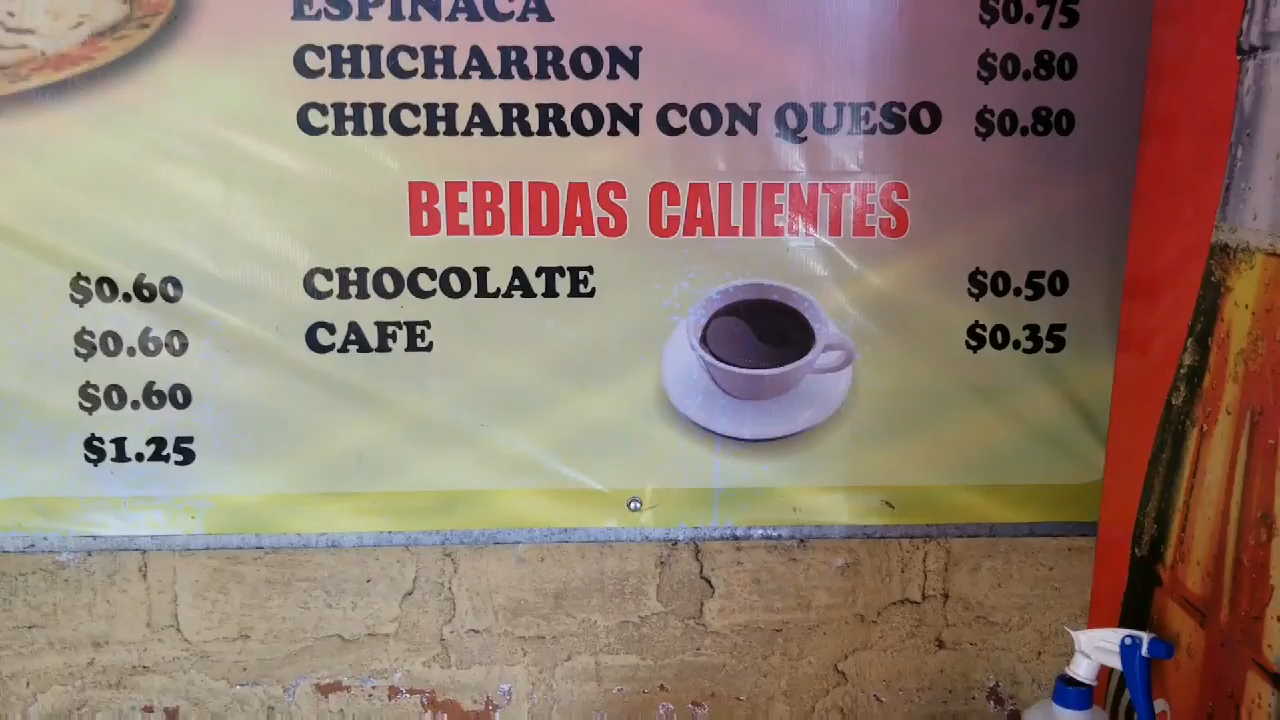 ESPINACA $0.75
CHICHARRON $0.80
CHICHARRON CON QUESO $0.80
BEBIDAS CALIENTES
$0.60 CHOCOLATE $0.50
$0.60 CAFE $0.35
$0.60
$1.25